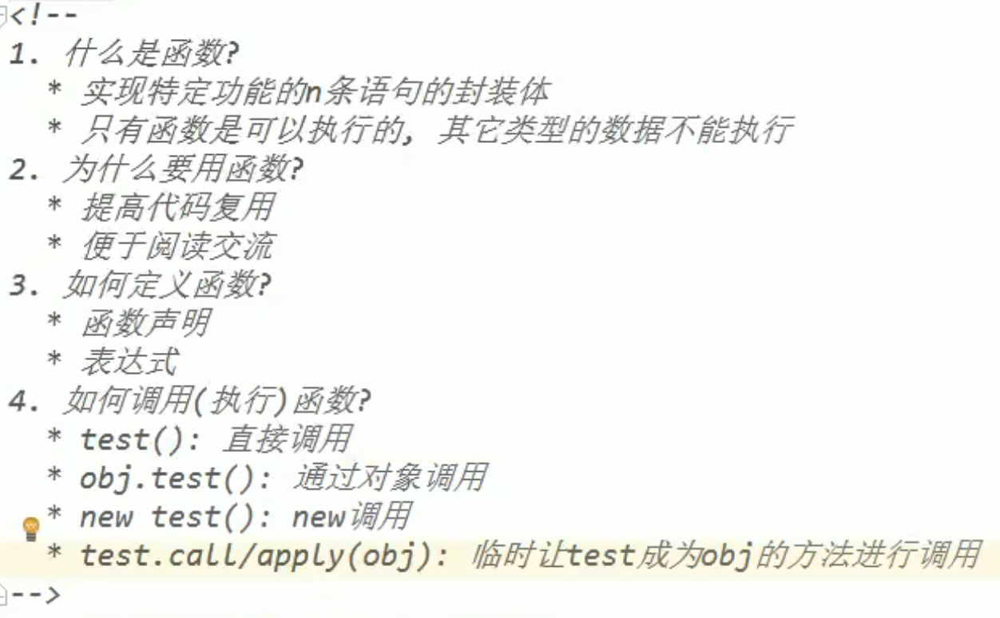 <!--
1. 什么是函数?
* 实现特定功能的n条语句的封装体
* 只有函数是可以执行的, 其它类型的数据不能执行
2. 为什么要用函数?
* 提高代码复用
* 便于阅读交流
3. 如何定义函数?
* 函数声明
* 表达式
4. 如何调用(执行)函数?
* test(): 直接调用
* obj.test(): 通过对象调用
* new test(): new调用
* test.call/apply(obj): 临时让test成为obj的方法进行调用
-->